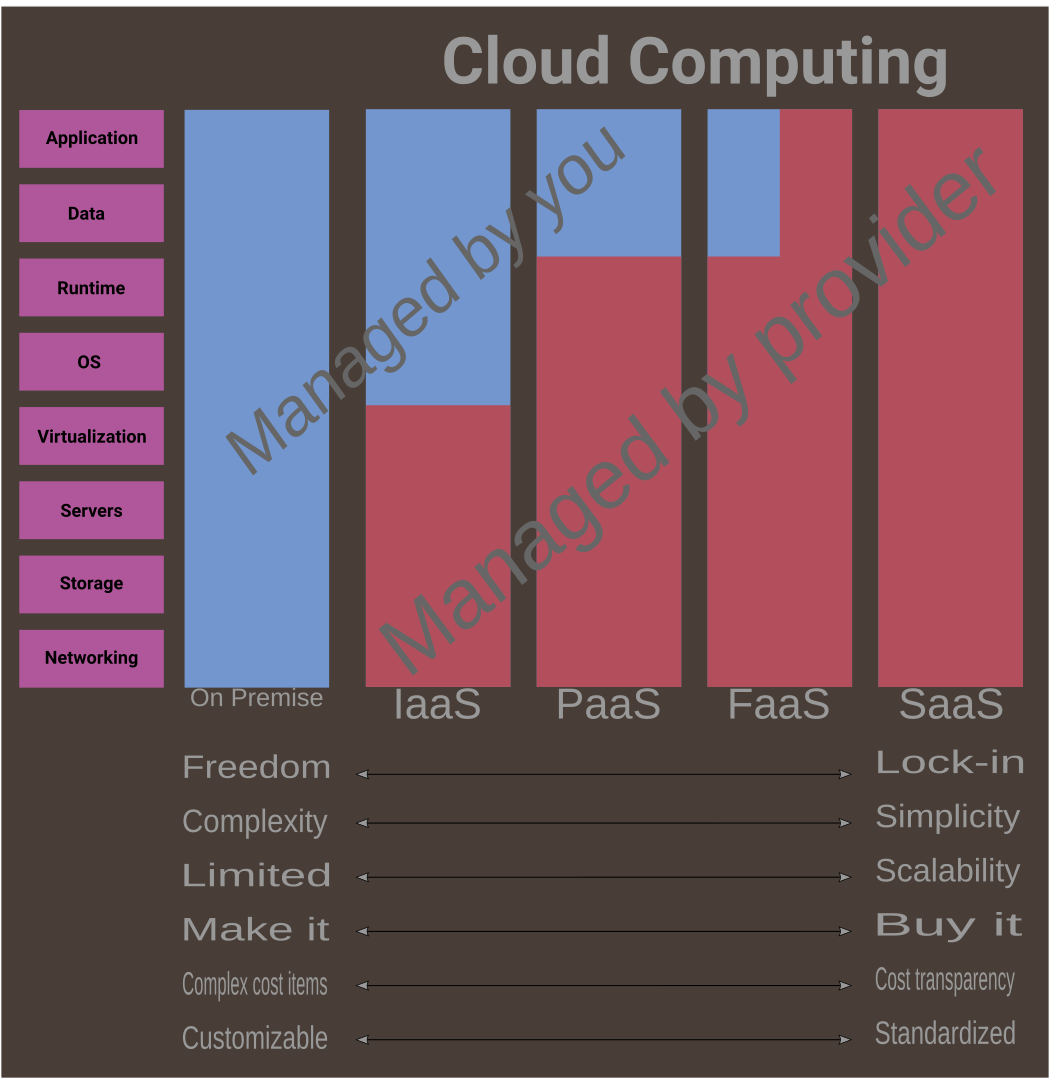 Cloud Computing
Application
Data
Runtime
OS
Virtualization
Servers
Storage
Networking
Managed by you
Managed by provider
On Premise
IaaS
PaaS
FaaS
SaaS
Freedom
Lock-in
Complexity
Simplicity
Limited
Scalability
Make it
Buy it
Complex cost items
Cost transparency
Customizable
Standardized